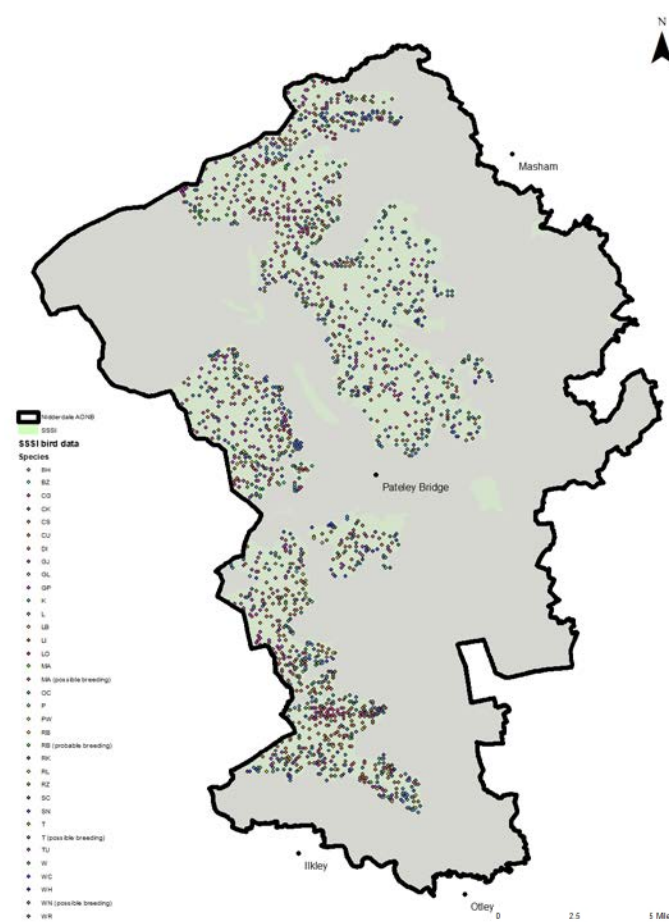 N
Masham
Pateley Bridge
Ilkley
Otley
0 2.5 5 Mile
Nidderdale AONB
SSSI
SSSI bird data
Species
BH
BZ
CG
CK
CS
CU
DI
GJ
GL
GP
K
L
LB
LI
LO
MA
MA (possible breeding)
OC
P
PW
RB
RB (probable breeding)
RK
RL
RZ
SC
SN
T
T (possible breeding)
TU
W
WC
WH
WN (possible breeding)
WR